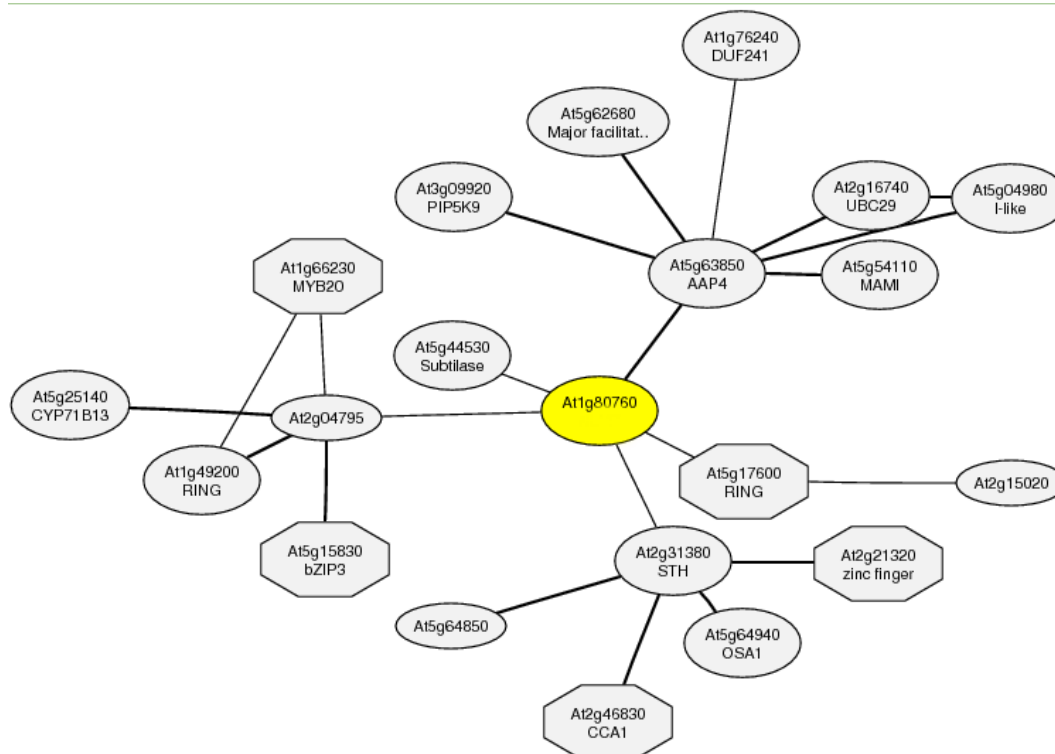 At1g76240
DUF241
At5g62680
Major facilitat..
At3g09920
PIP5K9
At2g16740
UBC29
At5g04980
I-like
At1g66230
MYB20
At5g63850
AAP4
At5g54110
MAMI
At5g44530
Subtilase
At5g25140
CYP71B13
At2g04795
At1g80760
At1g49200
RING
At5g17600
RING
At2g15020
At5g15830
bZIP3
At2g31380
STH
At2g21320
zinc finger
At5g64850
At5g64940
OSA1
At2g46830
CCA1